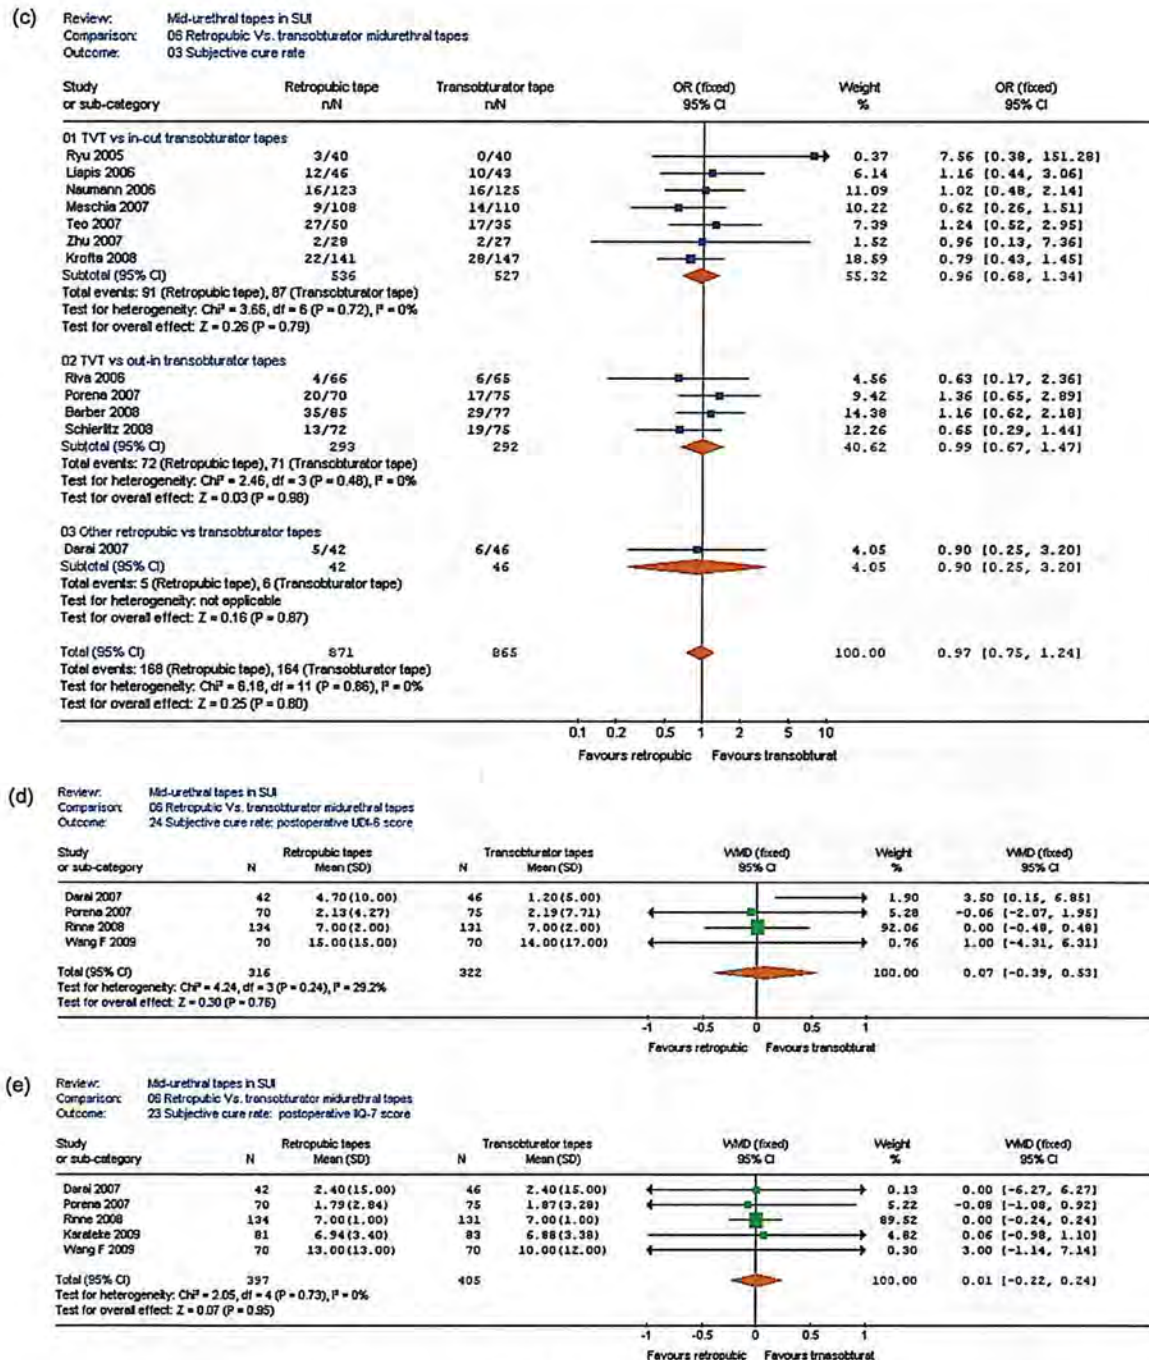 (c)
Review: Mid-urethral tapes in SUI
Comparison: 06 Retropubic Vs. transobturator midurethral tapes
Outcome: 03 Subjective cure rate
Study Retropubic tape Transobturator tape OR (fixed) Weight OR (fixed)
or sub-category n/N n/N 95% CI % 95% CI
01 TVT vs in-out transobturator tapes
Ryu 2005 3/40 0/40 0.37 7.56 [0.38, 151.28]
Liapis 2006 12/46 10/43 6.14 1.16 [0.44, 3.06]
Naumann 2006 16/123 16/125 11.09 1.02 [0.48, 2.14]
Meschia 2007 9/108 14/110 10.22 0.62 [0.26, 1.51]
Teo 2007 27/50 17/35 7.39 1.24 [0.52, 2.95]
Zhu 2007 2/28 2/27 1.52 0.96 [0.13, 7.36]
Krofta 2008 22/141 28/147 18.59 0.79 [0.43, 1.45]
Subtotal (95% CI) 536 527 55.32 0.96 [0.68, 1.34]
Total events: 91 (Retropubic tape), 87 (Transobturator tape)
Test for heterogeneity: Chi² = 3.66, df = 6 (P = 0.72), I² = 0%
Test for overall effect: Z = 0.26 (P = 0.79)
02 TVT vs out-in transobturator tapes
Riva 2006 4/66 6/65 4.56 0.63 [0.17, 2.36]
Porena 2007 20/70 17/75 9.42 1.36 [0.65, 2.89]
Barber 2008 35/85 29/77 14.38 1.16 [0.62, 2.18]
Schierlitz 2008 13/72 19/75 12.26 0.65 [0.29, 1.44]
Subtotal (95% CI) 293 292 40.62 0.99 [0.67, 1.47]
Total events: 72 (Retropubic tape), 71 (Transobturator tape)
Test for heterogeneity: Chi² = 2.46, df = 3 (P = 0.48), I² = 0%
Test for overall effect: Z = 0.03 (P = 0.98)
03 Other retropubic vs transobturator tapes
Darai 2007 5/42 6/46 4.05 0.90 [0.25, 3.20]
Subtotal (95% CI) 42 46 4.05 0.90 [0.25, 3.20]
Total events: 5 (Retropubic tape), 6 (Transobturator tape)
Test for heterogeneity: not applicable
Test for overall effect: Z = 0.16 (P = 0.87)
Total (95% CI) 871 865 100.00 0.97 [0.75, 1.24]
Total events: 168 (Retropubic tape), 164 (Transobturator tape)
Test for heterogeneity: Chi² = 6.18, df = 11 (P = 0.86), I² = 0%
Test for overall effect: Z = 0.25 (P = 0.80)
0.1 0.2 0.5 1 2 5 10
Favours retropubic Favours transobturat
(d)
Review: Mid-urethral tapes in SUI
Comparison: 06 Retropubic Vs. transobturator midurethral tapes
Outcome: 24 Subjective cure rate: postoperative UDI-6 score
Study Retropubic tapes Transobturator tapes WMD (fixed) Weight WMD (fixed)
or sub-category N Mean (SD) N Mean (SD) 95% CI % 95% CI
Darai 2007 42 4.70(10.00) 46 1.20(5.00) 1.90 3.50 [0.15, 6.85]
Porena 2007 70 2.13(4.27) 75 2.19(7.71) 5.28 -0.06 [-2.07, 1.95]
Rinne 2008 134 7.00(2.00) 131 7.00(2.00) 92.06 0.00 [-0.48, 0.48]
Wang F 2009 70 15.00(15.00) 70 14.00(17.00) 0.76 1.00 [-4.31, 6.31]
Total (95% CI) 316 322 100.00 0.07 [-0.39, 0.53]
Test for heterogeneity: Chi² = 4.24, df = 3 (P = 0.24), I² = 29.2%
Test for overall effect: Z = 0.30 (P = 0.76)
-1 -0.5 0 0.5 1
Favours retropubic Favours transobturat
(e)
Review: Mid-urethral tapes in SUI
Comparison: 06 Retropubic Vs. transobturator midurethral tapes
Outcome: 23 Subjective cure rate: postoperative IIQ-7 score
Study Retropubic tapes Transobturator tapes WMD (fixed) Weight WMD (fixed)
or sub-category N Mean (SD) N Mean (SD) 95% CI % 95% CI
Darai 2007 42 2.40(15.00) 46 2.40(15.00) 0.13 0.00 [-6.27, 6.27]
Porena 2007 70 1.79(2.84) 75 1.87(3.28) 5.22 -0.08 [-1.08, 0.92]
Rinne 2008 134 7.00(1.00) 131 7.00(1.00) 89.52 0.00 [-0.24, 0.24]
Karateke 2009 81 6.94(3.40) 83 6.88(3.38) 4.82 0.06 [-0.98, 1.10]
Wang F 2009 70 13.00(13.00) 70 10.00(12.00) 0.30 3.00 [-1.14, 7.14]
Total (95% CI) 397 405 100.00 0.01 [-0.22, 0.24]
Test for heterogeneity: Chi² = 2.05, df = 4 (P = 0.73), I² = 0%
Test for overall effect: Z = 0.07 (P = 0.95)
-1 -0.5 0 0.5 1
Favours retropubic Favours trnasobturat